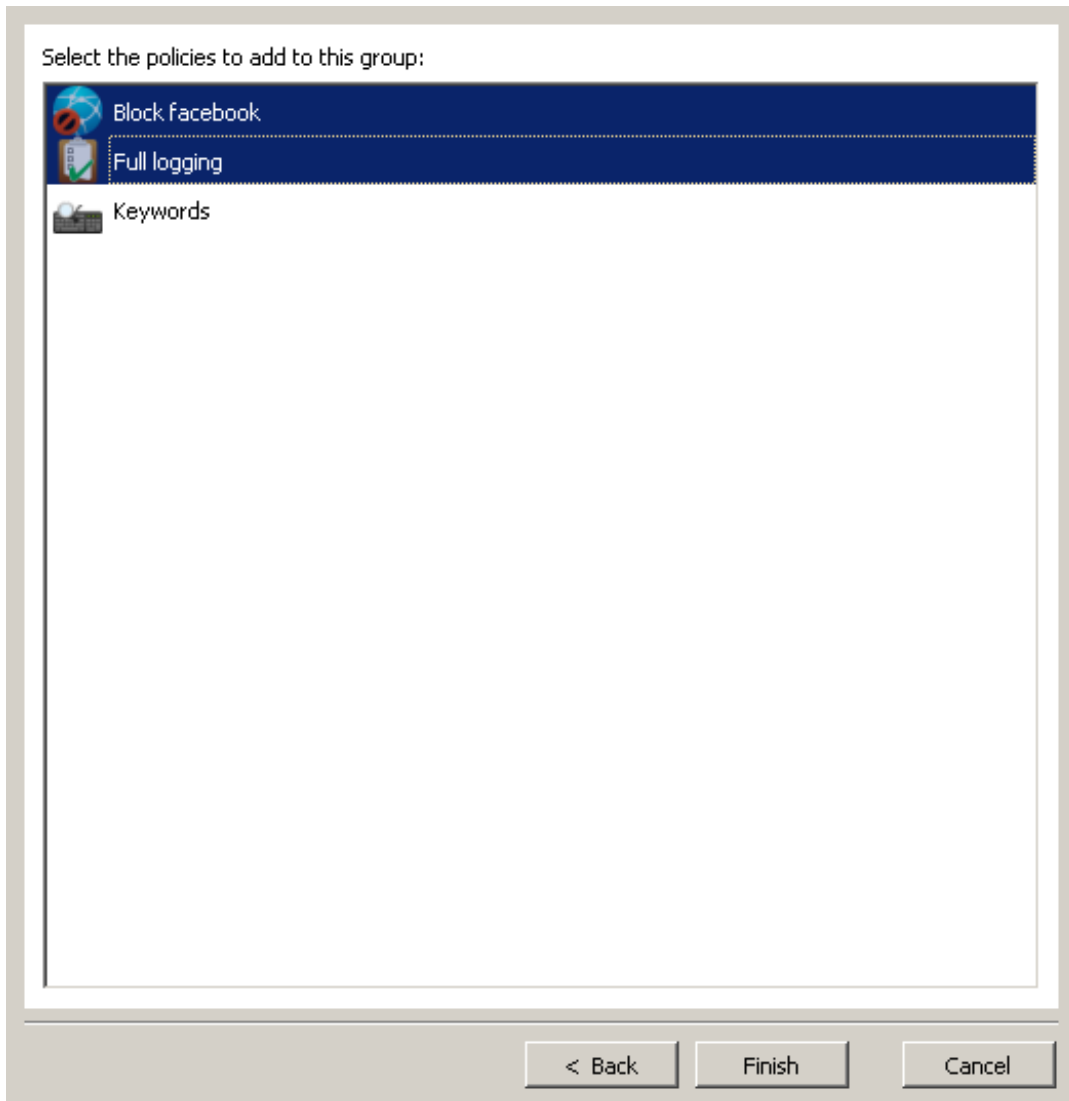 Select the policies to add to this group:
Block facebook
Full logging
Keywords
< Back Finish Cancel